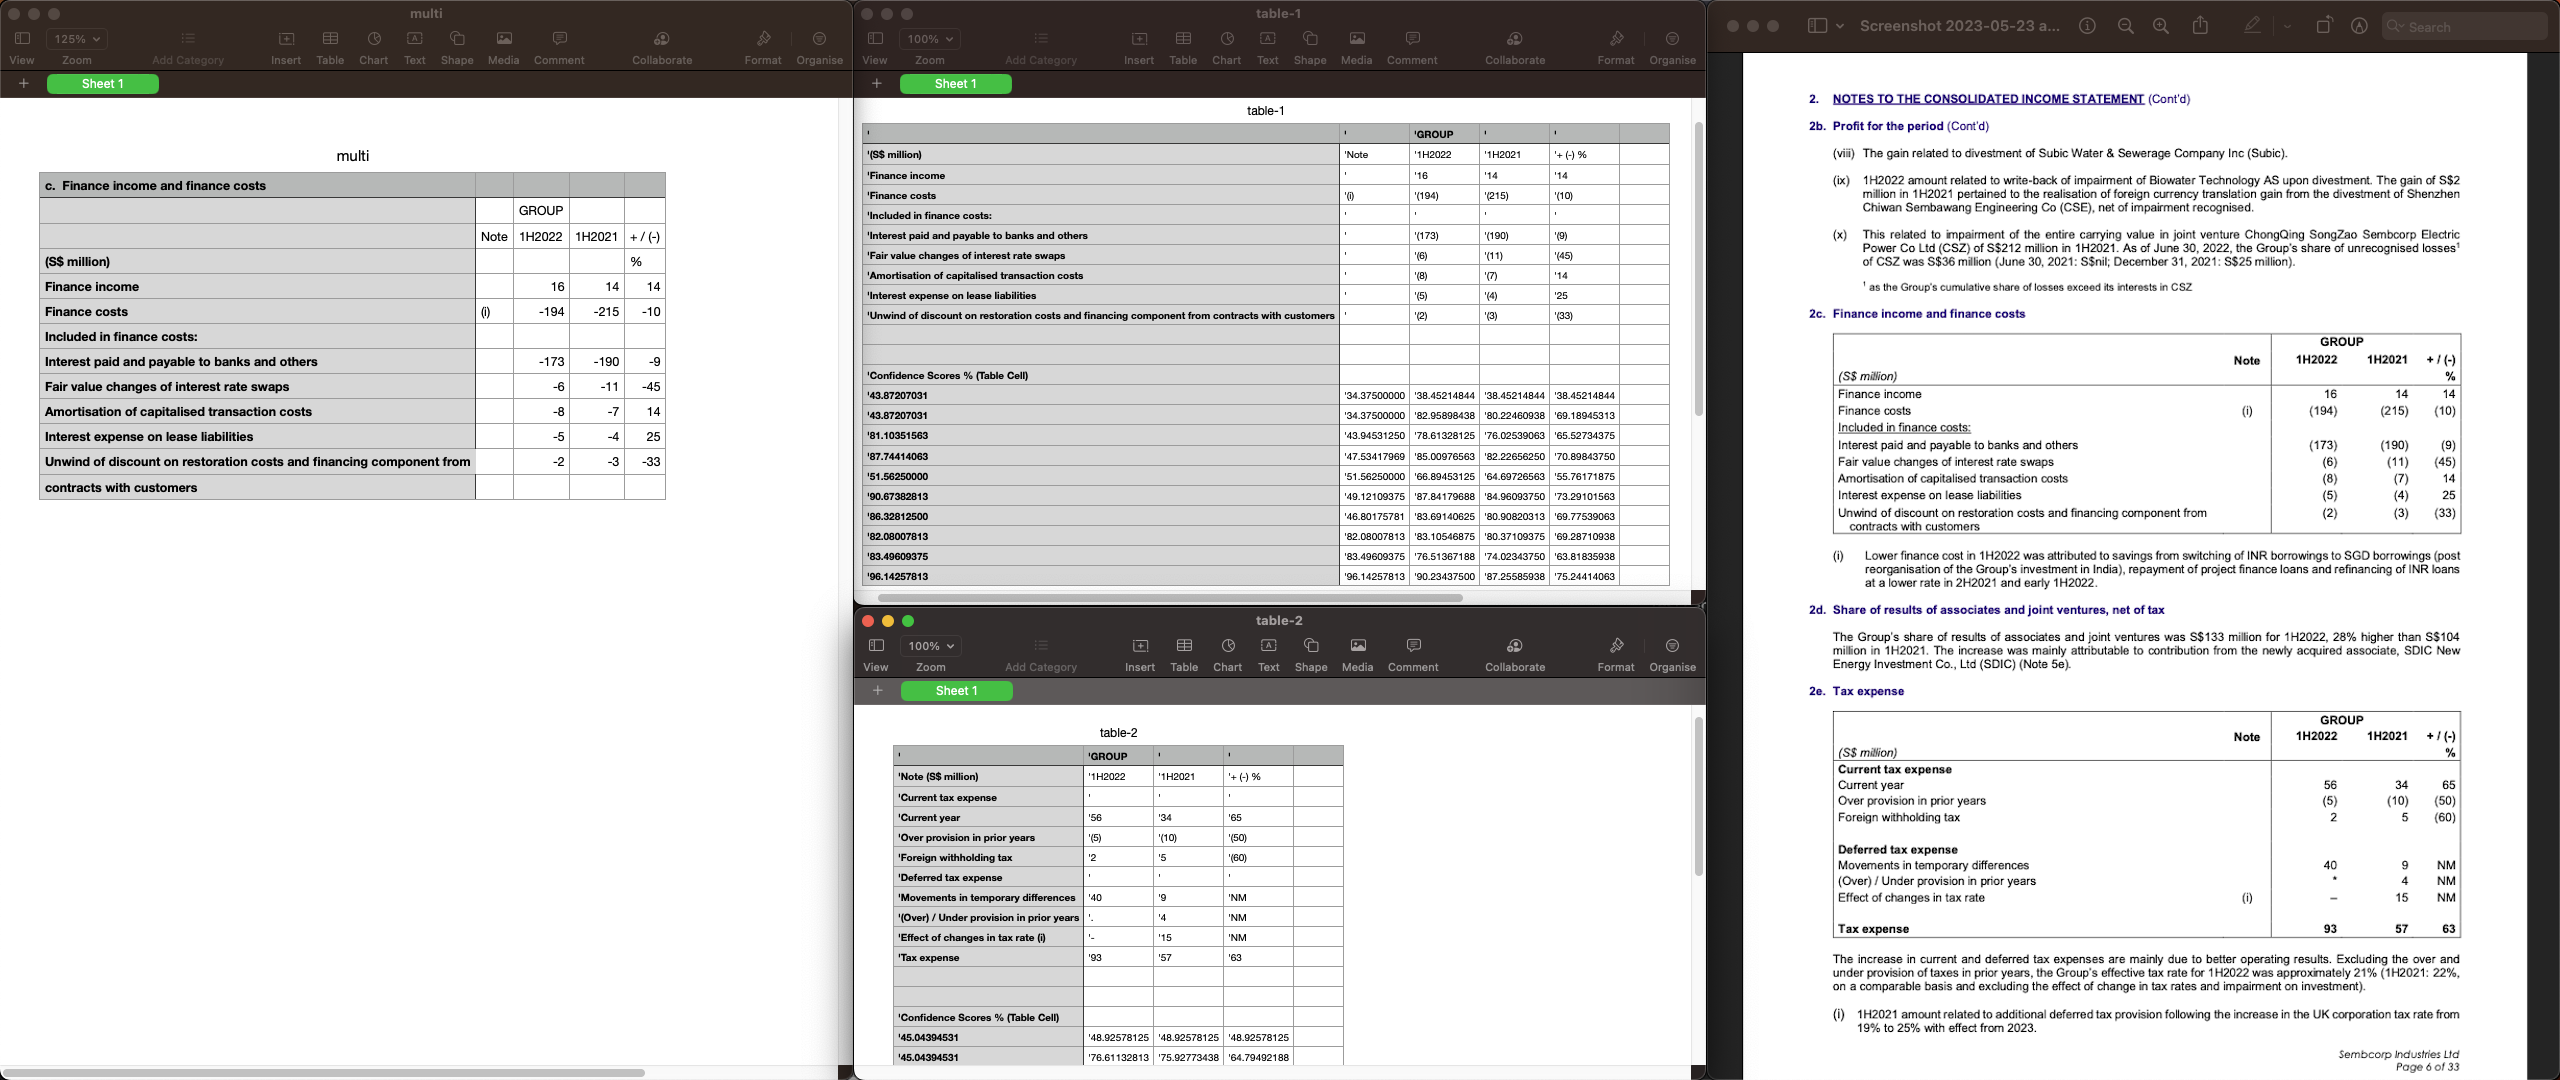 multi
125%
View Zoom Add Category Insert Table Chart Text Shape Media Comment Collaborate Format Organise
+ Sheet 1
multi
c. Finance income and finance costs
GROUP
Note 1H2022 1H2021 + / (-)
(S$ million) %
Finance income 16 14 14
Finance costs (i) -194 -215 -10
Included in finance costs:
Interest paid and payable to banks and others -173 -190 -9
Fair value changes of interest rate swaps -6 -11 -45
Amortisation of capitalised transaction costs -8 -7 14
Interest expense on lease liabilities -5 -4 25
Unwind of discount on restoration costs and financing component from -2 -3 -33
contracts with customers
table-1
100%
View Zoom Add Category Insert Table Chart Text Shape Media Comment Collaborate Format Organise
+ Sheet 1
table-1
' ' 'GROUP ' '
'(S$ million) 'Note '1H2022 '1H2021 '+ (-) %
'Finance income ' '16 '14 '14
'Finance costs '(i) '(194) '(215) '(10)
'Included in finance costs: ' ' ' '
'Interest paid and payable to banks and others ' '(173) '(190) '(9)
'Fair value changes of interest rate swaps ' '(6) '(11) '(45)
'Amortisation of capitalised transaction costs ' '(8) '(7) '14
'Interest expense on lease liabilities ' '(5) '(4) '25
'Unwind of discount on restoration costs and financing component from contracts with customers ' '(2) '(3) '(33)
'Confidence Scores % (Table Cell)
'43.87207031 '34.37500000 '38.45214844 '38.45214844 '38.45214844
'43.87207031 '34.37500000 '82.95898438 '80.22460938 '69.18945313
'81.10351563 '43.94531250 '78.61328125 '76.02539063 '65.52734375
'87.74414063 '47.53417969 '85.00976563 '82.22656250 '70.89843750
'51.56250000 '51.56250000 '66.89453125 '64.69726563 '55.76171875
'90.67382813 '49.12109375 '87.84179688 '84.96093750 '73.29101563
'86.32812500 '46.80175781 '83.69140625 '80.90820313 '69.77539063
'82.08007813 '82.08007813 '83.10546875 '80.37109375 '69.28710938
'83.49609375 '83.49609375 '76.51367188 '74.02343750 '63.81835938
'96.14257813 '96.14257813 '90.23437500 '87.25585938 '75.24414063
table-2
100%
View Zoom Add Category Insert Table Chart Text Shape Media Comment Collaborate Format Organise
+ Sheet 1
table-2
' 'GROUP ' '
'Note (S$ million) '1H2022 '1H2021 '+ (-) %
'Current tax expense ' ' '
'Current year '56 '34 '65
'Over provision in prior years '(5) '(10) '(50)
'Foreign withholding tax '2 '5 '(60)
'Deferred tax expense ' ' '
'Movements in temporary differences '40 '9 'NM
'(Over) / Under provision in prior years '. '4 'NM
'Effect of changes in tax rate (i) '- '15 'NM
'Tax expense '93 '57 '63
'Confidence Scores % (Table Cell)
'45.04394531 '48.92578125 '48.92578125 '48.92578125
'45.04394531 '76.61132813 '75.92773438 '64.79492188
Screenshot 2023-05-23 a... Search
2. NOTES TO THE CONSOLIDATED INCOME STATEMENT (Cont'd)
2b. Profit for the period (Cont'd)
(viii) The gain related to divestment of Subic Water & Sewerage Company Inc (Subic).
(ix) 1H2022 amount related to write-back of impairment of Biowater Technology AS upon divestment. The gain of S$2
million in 1H2021 pertained to the realisation of foreign currency translation gain from the divestment of Shenzhen
Chiwan Sembawang Engineering Co (CSE), net of impairment recognised.
(x) This related to impairment of the entire carrying value in joint venture ChongQing SongZao Sembcorp Electric
Power Co Ltd (CSZ) of S$212 million in 1H2021. As of June 30, 2022, the Group's share of unrecognised losses¹
of CSZ was S$36 million (June 30, 2021: S$nil; December 31, 2021: S$25 million).
¹ as the Group's cumulative share of losses exceed its interests in CSZ
2c. Finance income and finance costs
GROUP
Note 1H2022 1H2021 + / (-)
(S$ million) %
Finance income 16 14 14
Finance costs (i) (194) (215) (10)
Included in finance costs:
Interest paid and payable to banks and others (173) (190) (9)
Fair value changes of interest rate swaps (6) (11) (45)
Amortisation of capitalised transaction costs (8) (7) 14
Interest expense on lease liabilities (5) (4) 25
Unwind of discount on restoration costs and financing component from (2) (3) (33)
contracts with customers
(i) Lower finance cost in 1H2022 was attributed to savings from switching of INR borrowings to SGD borrowings (post
reorganisation of the Group's investment in India), repayment of project finance loans and refinancing of INR loans
at a lower rate in 2H2021 and early 1H2022.
2d. Share of results of associates and joint ventures, net of tax
The Group's share of results of associates and joint ventures was S$133 million for 1H2022, 28% higher than S$104
million in 1H2021. The increase was mainly attributable to contribution from the newly acquired associate, SDIC New
Energy Investment Co., Ltd (SDIC) (Note 5e).
2e. Tax expense
GROUP
Note 1H2022 1H2021 + / (-)
(S$ million) %
Current tax expense
Current year 56 34 65
Over provision in prior years (5) (10) (50)
Foreign withholding tax 2 5 (60)
Deferred tax expense
Movements in temporary differences 40 9 NM
(Over) / Under provision in prior years * 4 NM
Effect of changes in tax rate (i) – 15 NM
Tax expense 93 57 63
The increase in current and deferred tax expenses are mainly due to better operating results. Excluding the over and
under provision of taxes in prior years, the Group's effective tax rate for 1H2022 was approximately 21% (1H2021: 22%,
on a comparable basis and excluding the effect of change in tax rates and impairment on investment).
(i) 1H2021 amount related to additional deferred tax provision following the increase in the UK corporation tax rate from
19% to 25% with effect from 2023.
Sembcorp Industries Ltd
Page 6 of 33